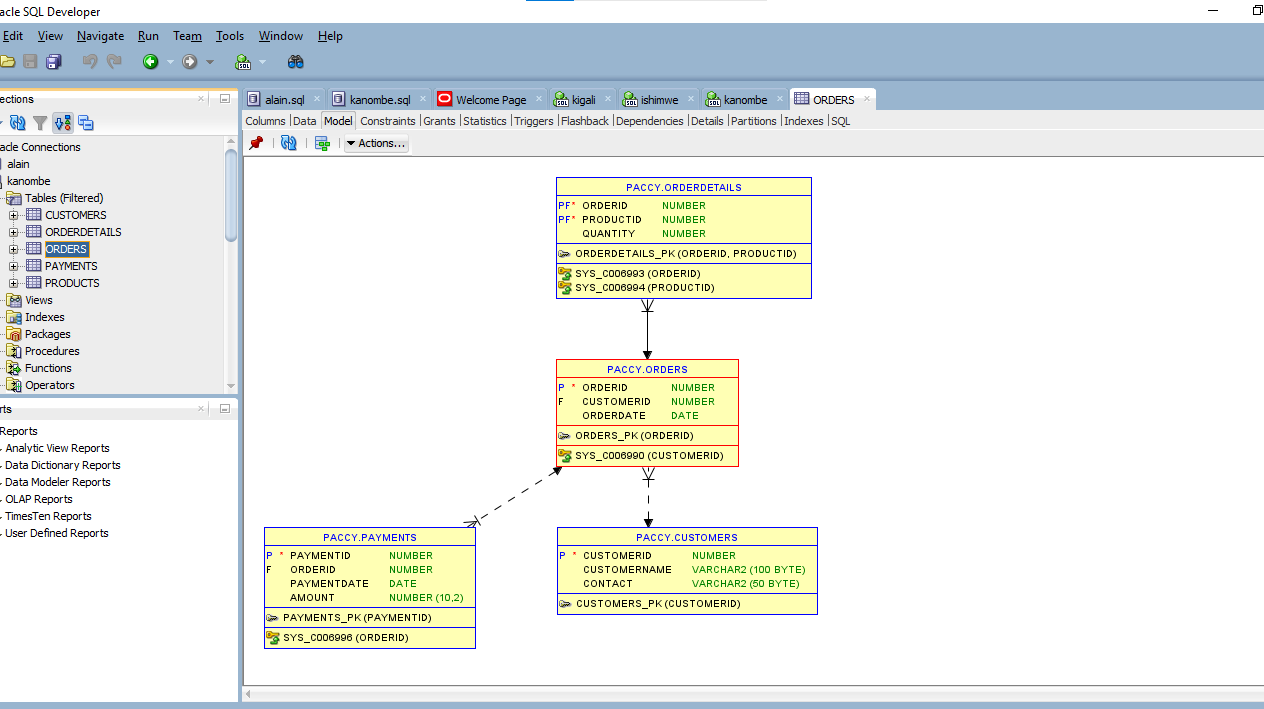 acle SQL Developer
Edit View Navigate Run Team Tools Window Help
ections
alain.sql kanombe.sql Welcome Page kigali ishimwe kanombe ORDERS
Columns Data Model Constraints Grants Statistics Triggers Flashback Dependencies Details Partitions Indexes SQL
Actions...
acle Connections
alain
kanombe
Tables (Filtered)
CUSTOMERS
ORDERDETAILS
ORDERS
PAYMENTS
PRODUCTS
Views
Indexes
Packages
Procedures
Functions
Operators
rts
Reports
Analytic View Reports
Data Dictionary Reports
Data Modeler Reports
OLAP Reports
TimesTen Reports
User Defined Reports
PACCY.ORDERDETAILS
PF* ORDERID NUMBER
PF* PRODUCTID NUMBER
QUANTITY NUMBER
ORDERDETAILS_PK (ORDERID, PRODUCTID)
SYS_C006993 (ORDERID)
SYS_C006994 (PRODUCTID)
PACCY.ORDERS
P * ORDERID NUMBER
F CUSTOMERID NUMBER
ORDERDATE DATE
ORDERS_PK (ORDERID)
SYS_C006990 (CUSTOMERID)
PACCY.PAYMENTS
P * PAYMENTID NUMBER
F ORDERID NUMBER
PAYMENTDATE DATE
AMOUNT NUMBER (10,2)
PAYMENTS_PK (PAYMENTID)
SYS_C006996 (ORDERID)
PACCY.CUSTOMERS
P * CUSTOMERID NUMBER
CUSTOMERNAME VARCHAR2 (100 BYTE)
CONTACT VARCHAR2 (50 BYTE)
CUSTOMERS_PK (CUSTOMERID)